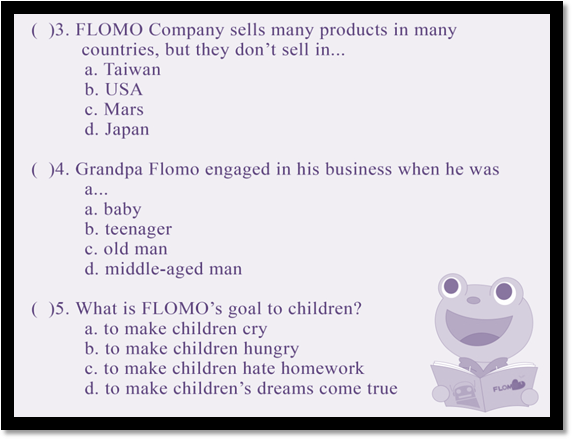 ( )3. FLOMO Company sells many products in many
countries, but they don't sell in...
a. Taiwan
b. USA
c. Mars
d. Japan
( )4. Grandpa Flomo engaged in his business when he was
a...
a. baby
b. teenager
c. old man
d. middle-aged man
( )5. What is FLOMO's goal to children?
a. to make children cry
b. to make children hungry
c. to make children hate homework
d. to make children's dreams come true
FLOMO